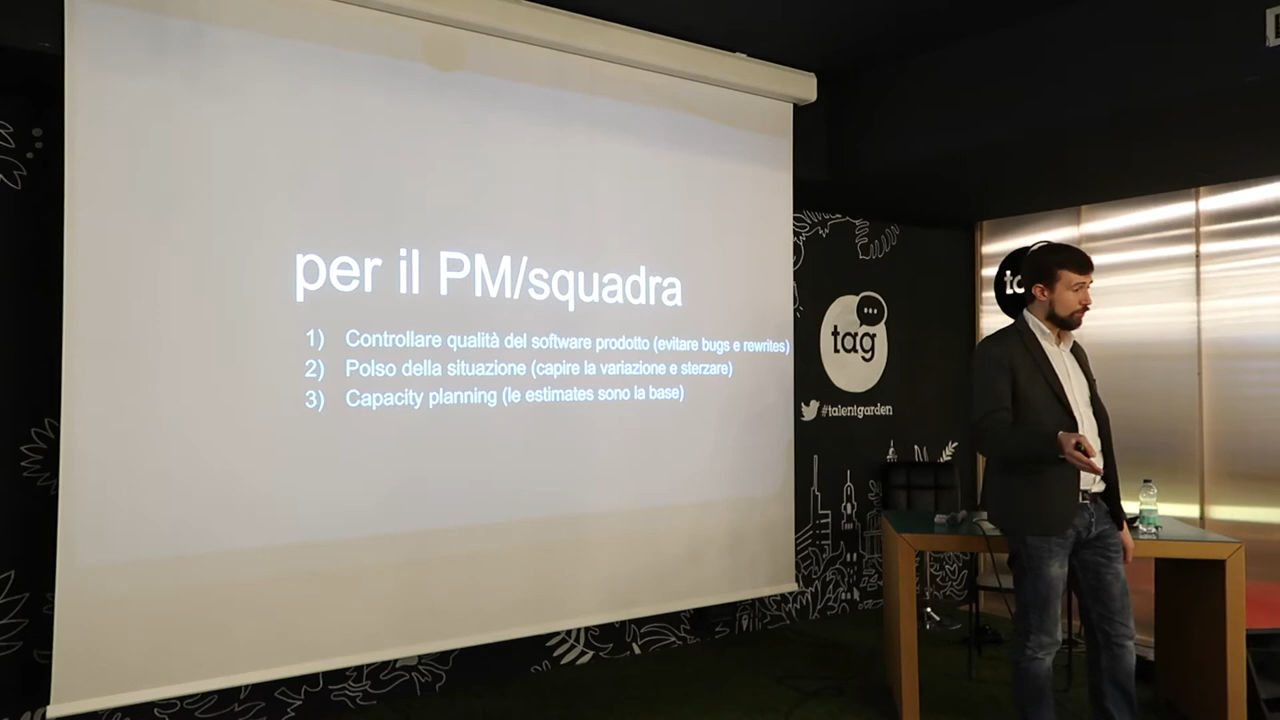 per il PM/squadra
1) Controllare qualità del software prodotto (evitare bugs e rewrites)
2) Polso della situazione (capire la variazione e sterzare)
3) Capacity planning (le estimates sono la base)
tag
#talentgarden